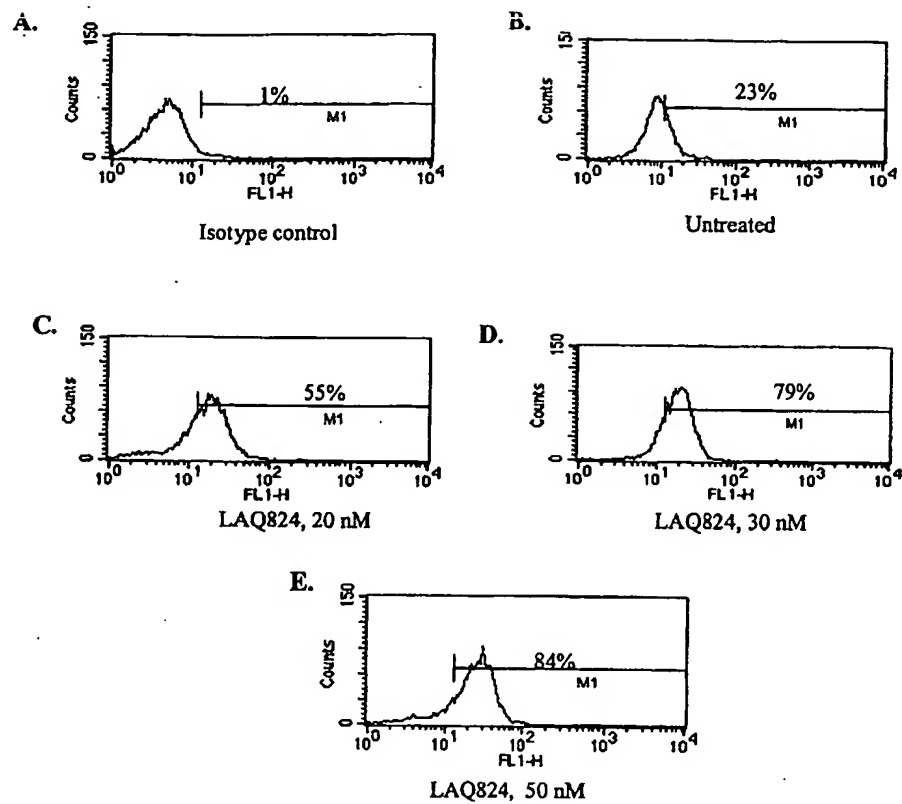 A.
150
Counts
0
1%
M1
10^0 10^1 10^2 10^3 10^4
FL1-H
Isotype control
B.
150
Counts
0
23%
M1
10^0 10^1 10^2 10^3 10^4
FL1-H
Untreated
C.
150
Counts
0
55%
M1
10^0 10^1 10^2 10^3 10^4
FL1-H
LAQ824, 20 nM
D.
150
Counts
0
79%
M1
10^0 10^1 10^2 10^3 10^4
FL1-H
LAQ824, 30 nM
E.
150
Counts
0
84%
M1
10^0 10^1 10^2 10^3 10^4
FL1-H
LAQ824, 50 nM